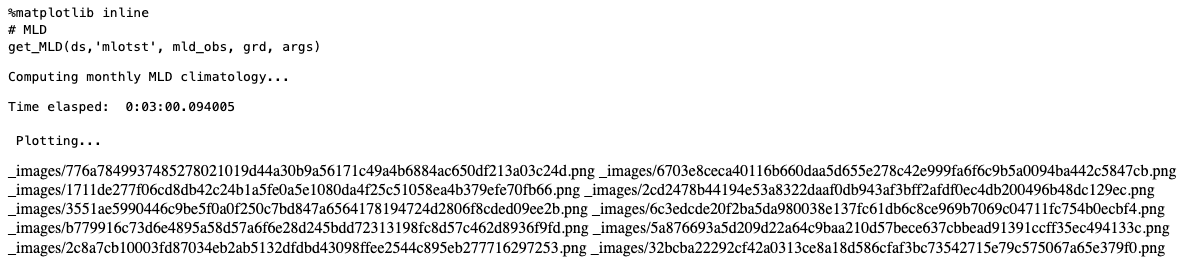 %matplotlib inline
# MLD
get_MLD(ds,'mlotst', mld_obs, grd, args)
Computing monthly MLD climatology...
Time elasped:  0:03:00.094005
Plotting...
_images/776a7849937485278021019d44a30b9a56171c49a4b6884ac650df213a03c24d.png _images/6703e8ceca40116b660daa5d655e278c42e999fa6f6c9b5a0094ba442c5847cb.png
_images/1711de277f06cd8db42c24b1a5fe0a5e1080da4f25c51058ea4b379efe70fb66.png _images/2cd2478b44194e53a8322daaf0db943af3bff2afdf0ec4db200496b48dc129ec.png
_images/3551ae5990446c9be5f0a0f250c7bd847a6564178194724d2806f8cded09ee2b.png _images/6c3edcde20f2ba5da980038e137fc61db6c8ce969b7069c04711fc754b0ecbf4.png
_images/b779916c73d6e4895a58d57a6f6e28d245bdd72313198fc8d57c462d8936f9fd.png _images/5a876693a5d209d22a64c9baa210d57bece637cbbead91391ccff35ec494133c.png
_images/2c8a7cb10003fd87034eb2ab5132dfdbd43098ffee2544c895eb277716297253.png _images/32bcba22292cf42a0313ce8a18d586cfaf3bc73542715e79c575067a65e379f0.png